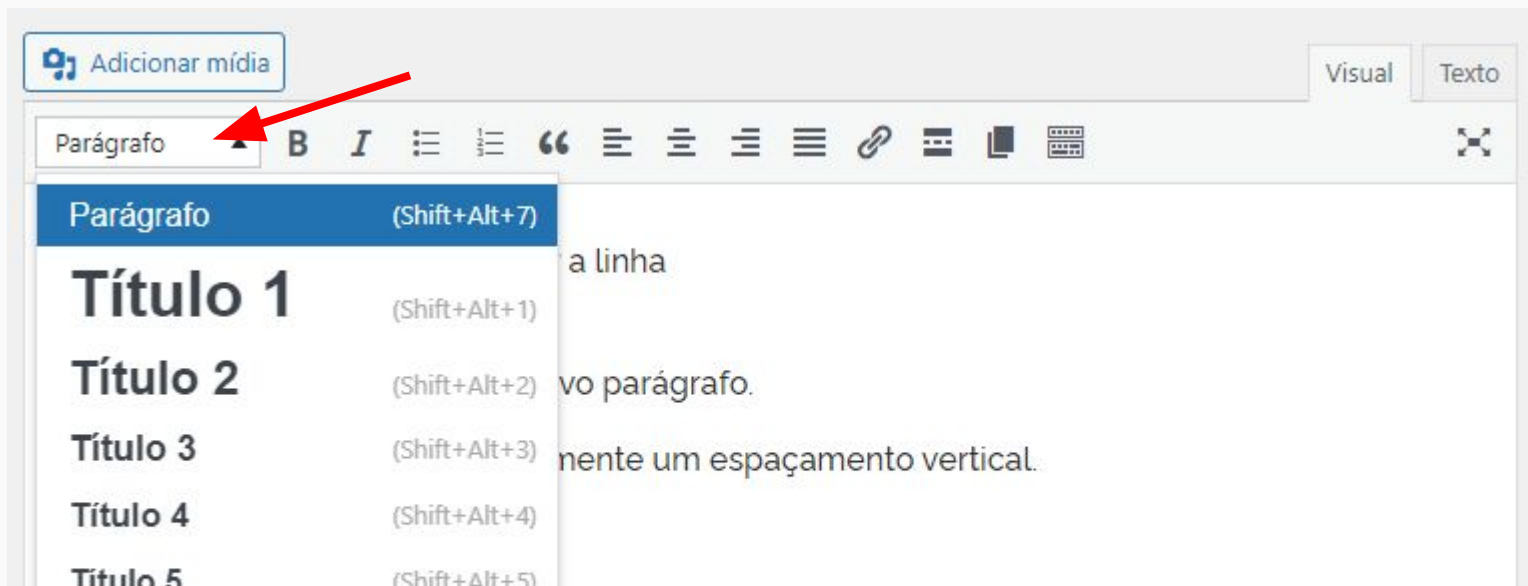 Adicionar mídia
Visual Texto
Parágrafo B I
Parágrafo (Shift+Alt+7)
a linha
Título 1 (Shift+Alt+1)
Título 2 (Shift+Alt+2) vo parágrafo.
Título 3 (Shift+Alt+3) mente um espaçamento vertical.
Título 4 (Shift+Alt+4)
Título 5 (Shift+Alt+5)